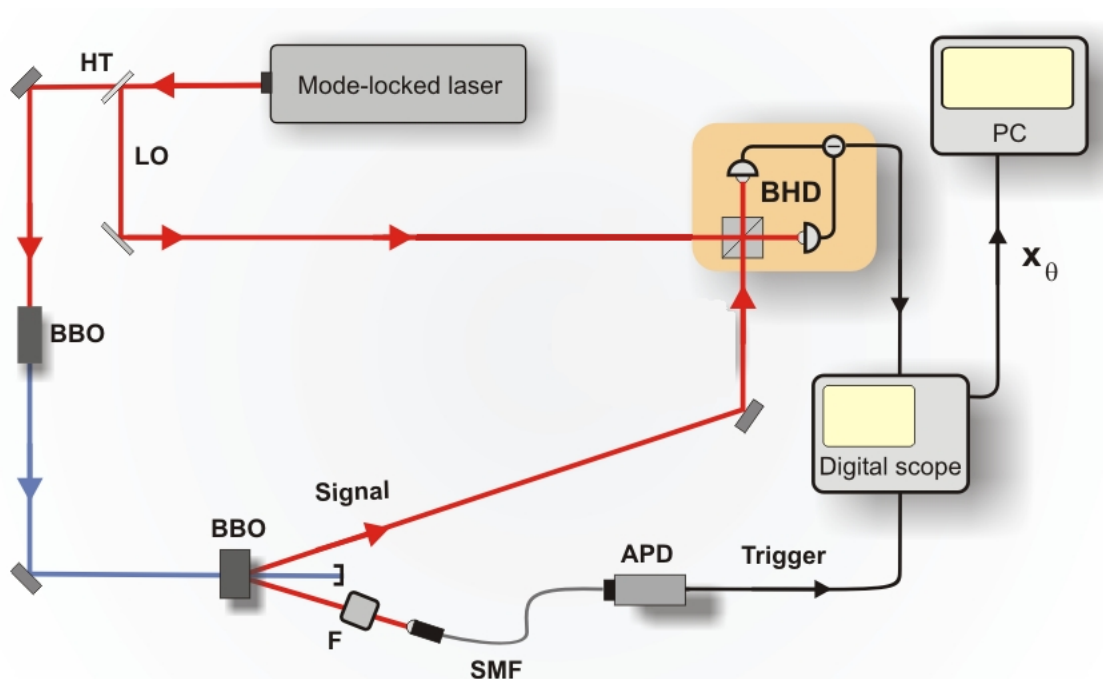 HT
Mode-locked laser
PC
LO
BHD
−
x θ
BBO
Digital scope
Signal
BBO
APD
Trigger
F
SMF